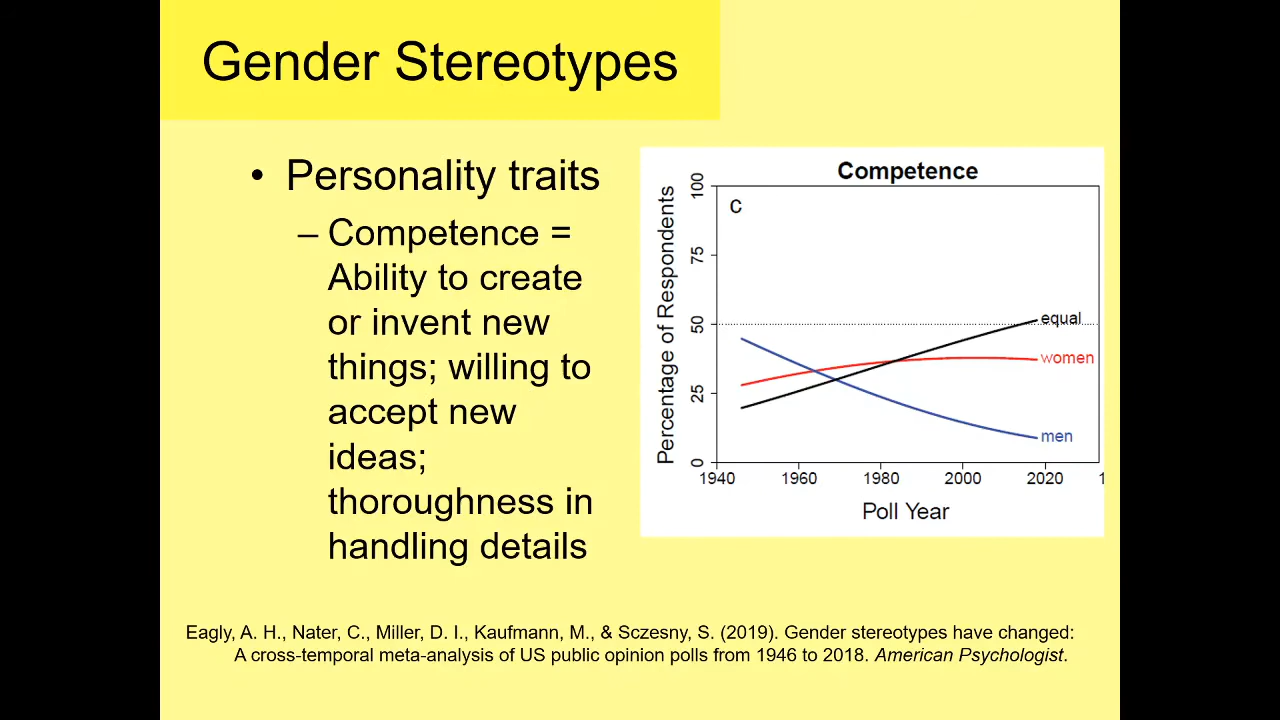 Gender Stereotypes
• Personality traits
– Competence =
Ability to create
or invent new
things; willing to
accept new
ideas;
thoroughness in
handling details
Competence
C
Percentage of Respondents
100
75
50
25
0
equal
women
men
1940 1960 1980 2000 2020 1
Poll Year
Eagly, A. H., Nater, C., Miller, D. I., Kaufmann, M., & Sczesny, S. (2019). Gender stereotypes have changed:
A cross-temporal meta-analysis of US public opinion polls from 1946 to 2018. American Psychologist.